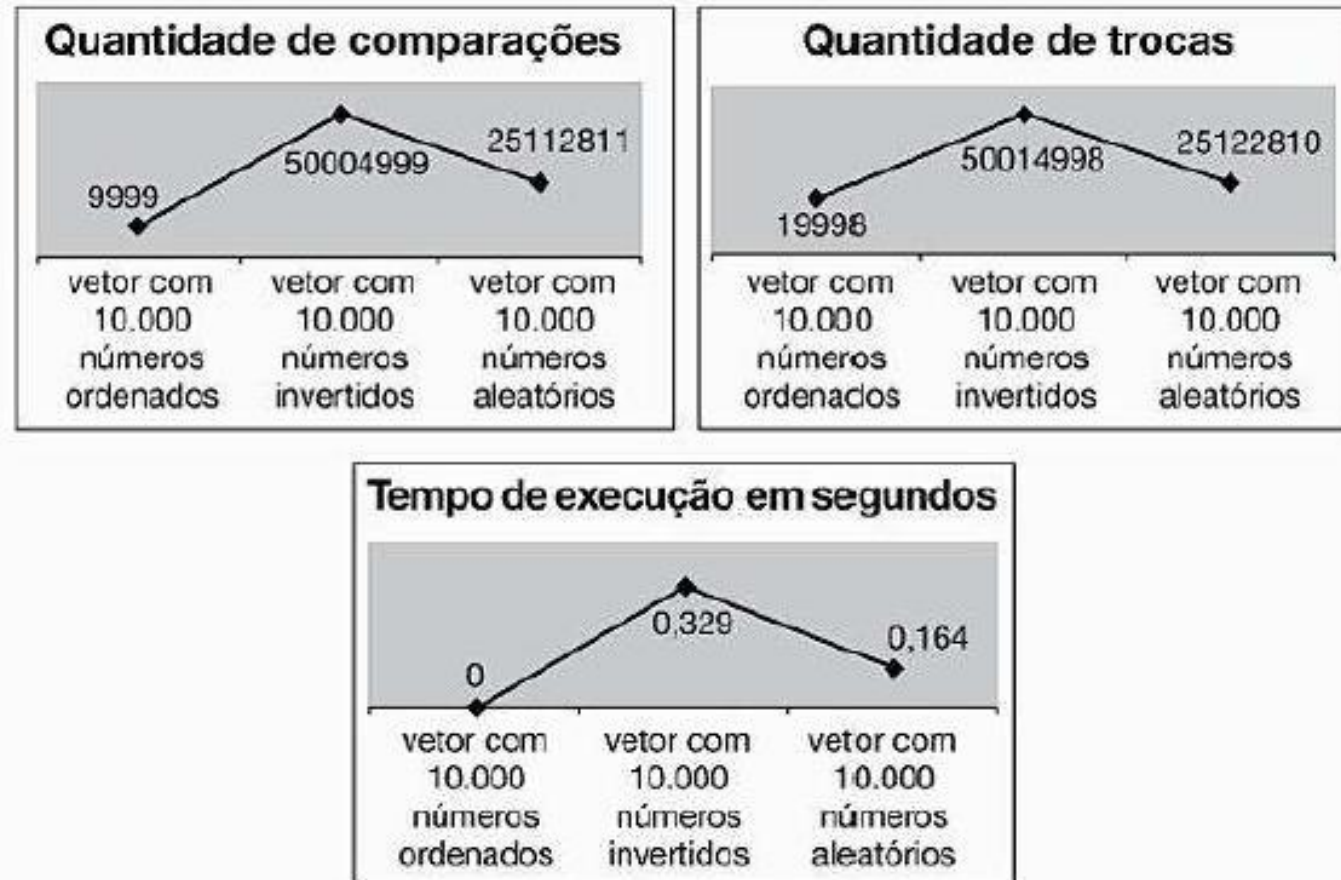 Quantidade de comparações
9999
50004999
25112811
vetor com
10.000
números
ordenados
vetor com
10.000
números
invertidos
vetor com
10.000
números
aleatórios
Quantidade de trocas
19998
50014998
25122810
vetor com
10.000
números
ordenados
vetor com
10.000
números
invertidos
vetor com
10.000
números
aleatórios
Tempo de execução em segundos
0
0,329
0,164
vetor com
10.000
números
ordenados
vetor com
10.000
números
invertidos
vetor com
10.000
números
aleatórios